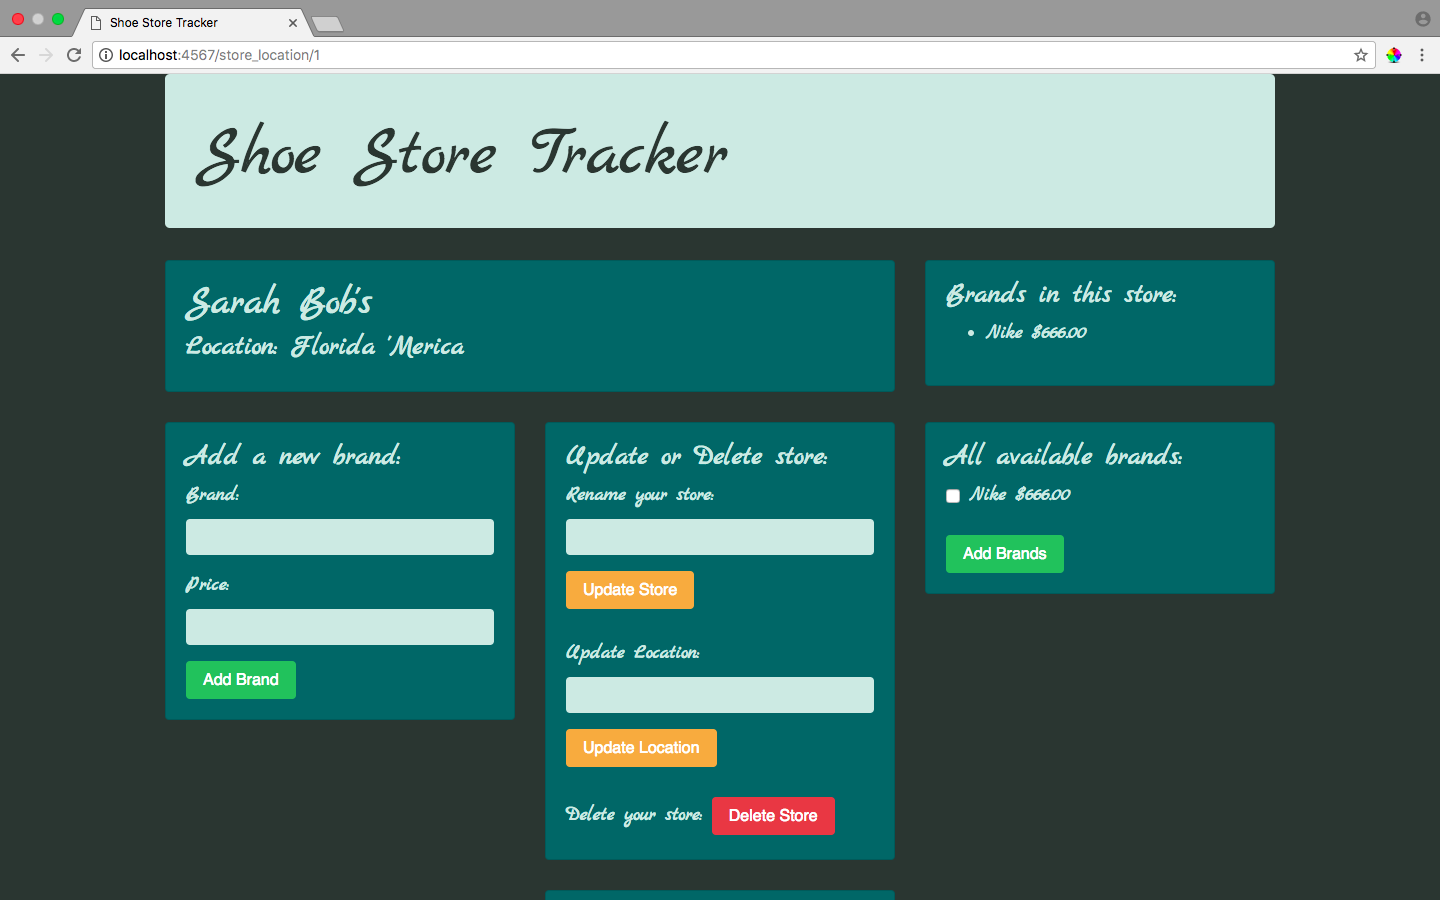 Shoe Store Tracker
localhost:4567/store_location/1
Shoe Store Tracker
Sarah Bob's
Location: Florida 'Merica
Brands in this store:
Nike $666.00
Add a new brand:
Brand:
Price:
Add Brand
Update or Delete store:
Rename your store:
Update Store
Update Location:
Update Location
Delete your store: Delete Store
All available brands:
Nike $666.00
Add Brands